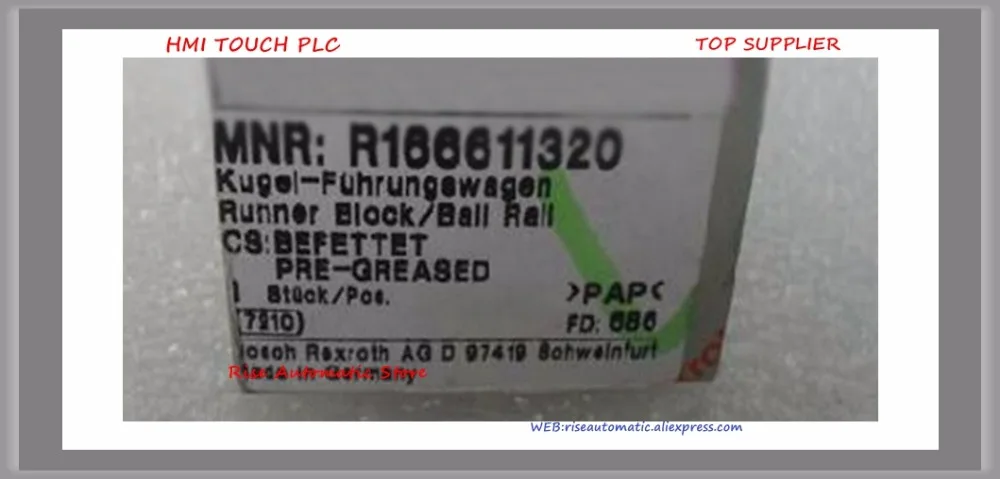 HMI TOUCH PLC
TOP SUPPLIER
MNR: R166611320
Kugel-Führungswagen
Runner Block/Ball Rail
CS: BEFETTET
PRE-GREASED
1 Stück/Pcs.
>PAP<
(7210)
FD: 686
Bosch Rexroth AG D 97419 Schweinfurt
Rise Automatic Store
WEB:riseautomatic.aliexpress.com